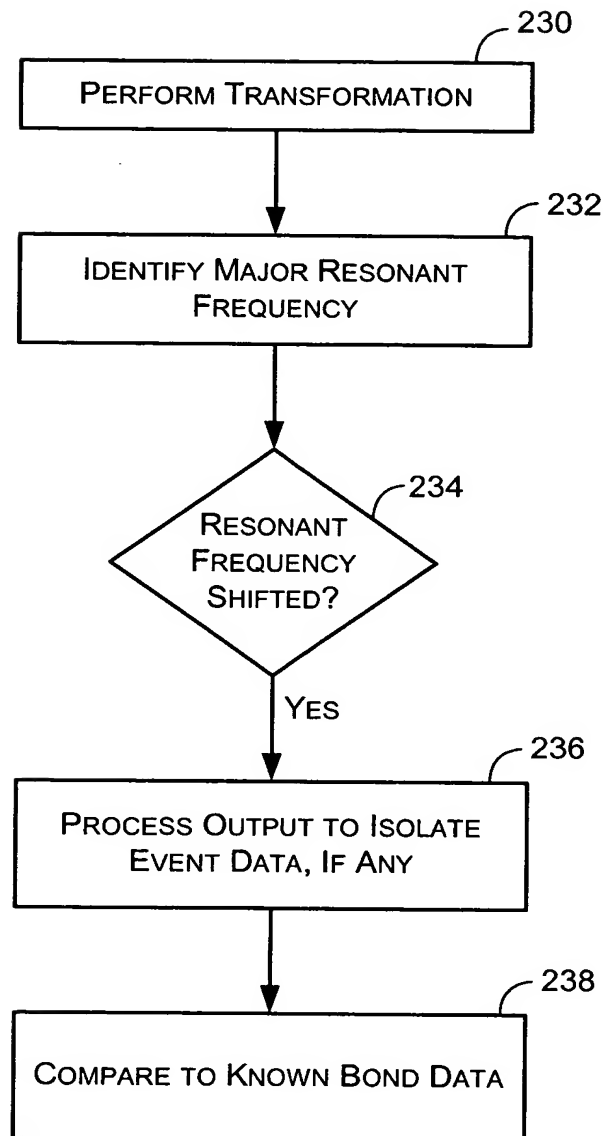 230
PERFORM TRANSFORMATION
232
IDENTIFY MAJOR RESONANT
FREQUENCY
234
RESONANT
FREQUENCY
SHIFTED?
YES
236
PROCESS OUTPUT TO ISOLATE
EVENT DATA, IF ANY
238
COMPARE TO KNOWN BOND DATA